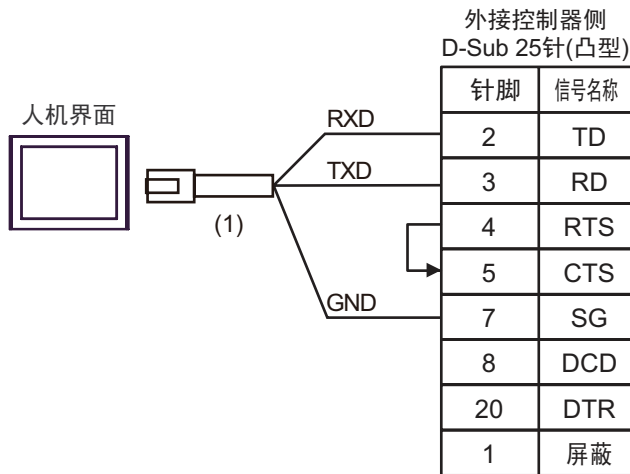 外接控制器侧
D-Sub 25针(凸型)
人机界面
(1)
RXD
TXD
GND
针脚 信号名称
2 TD
3 RD
4 RTS
5 CTS
7 SG
8 DCD
20 DTR
1 屏蔽